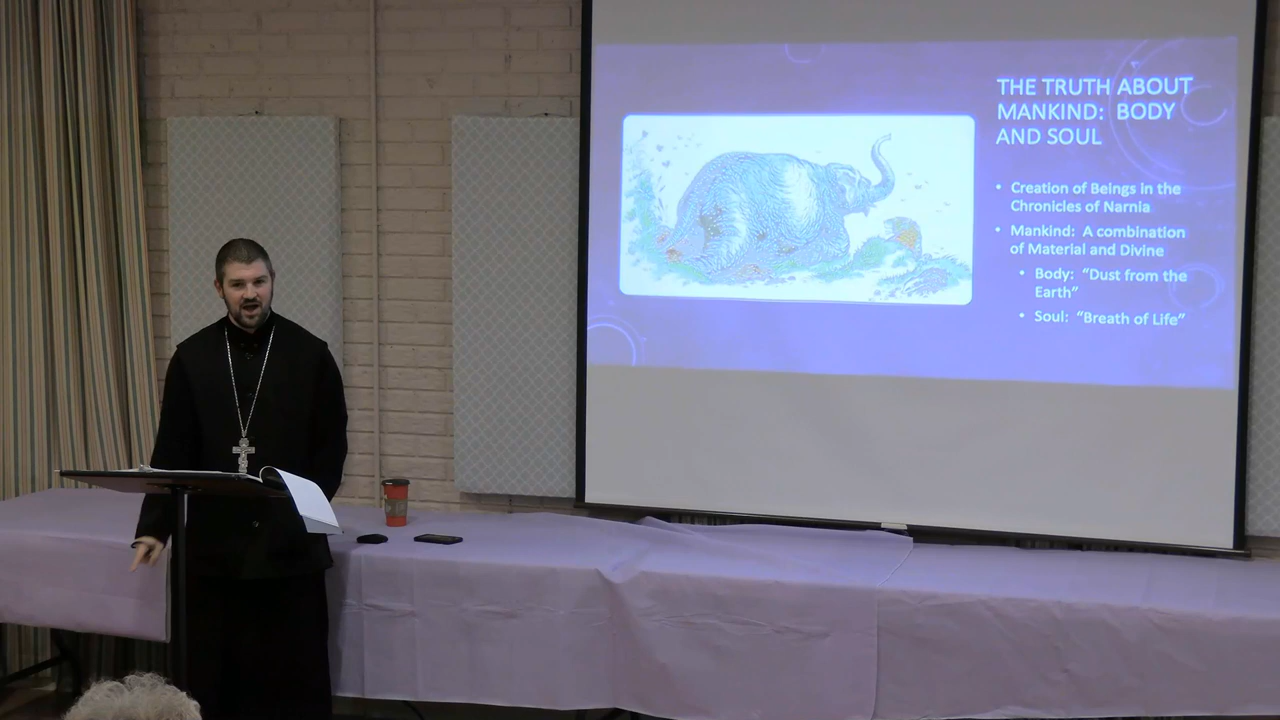 THE TRUTH ABOUT
MANKIND: BODY
AND SOUL
• Creation of Beings in the
Chronicles of Narnia
• Mankind: A combination
of Material and Divine
• Body: "Dust from the
Earth"
• Soul: "Breath of Life"